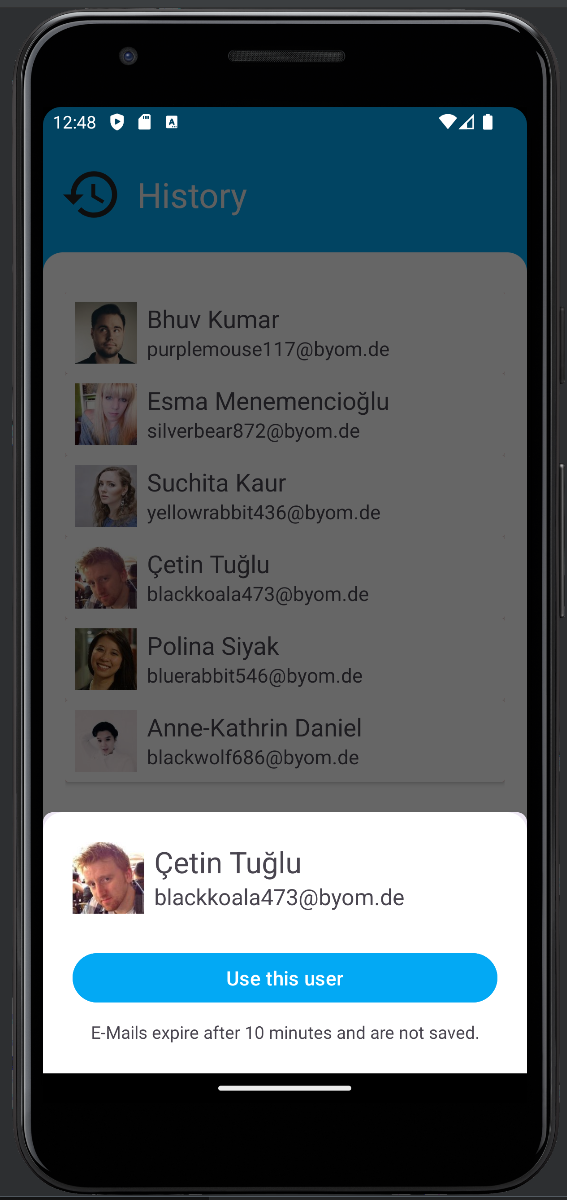 12:48
History
Bhuv Kumar
purplemouse117@byom.de
Esma Menemencioğlu
silverbear872@byom.de
Suchita Kaur
yellowrabbit436@byom.de
Çetin Tuğlu
blackkoala473@byom.de
Polina Siyak
bluerabbit546@byom.de
Anne-Kathrin Daniel
blackwolf686@byom.de
Çetin Tuğlu
blackkoala473@byom.de
Use this user
E-Mails expire after 10 minutes and are not saved.